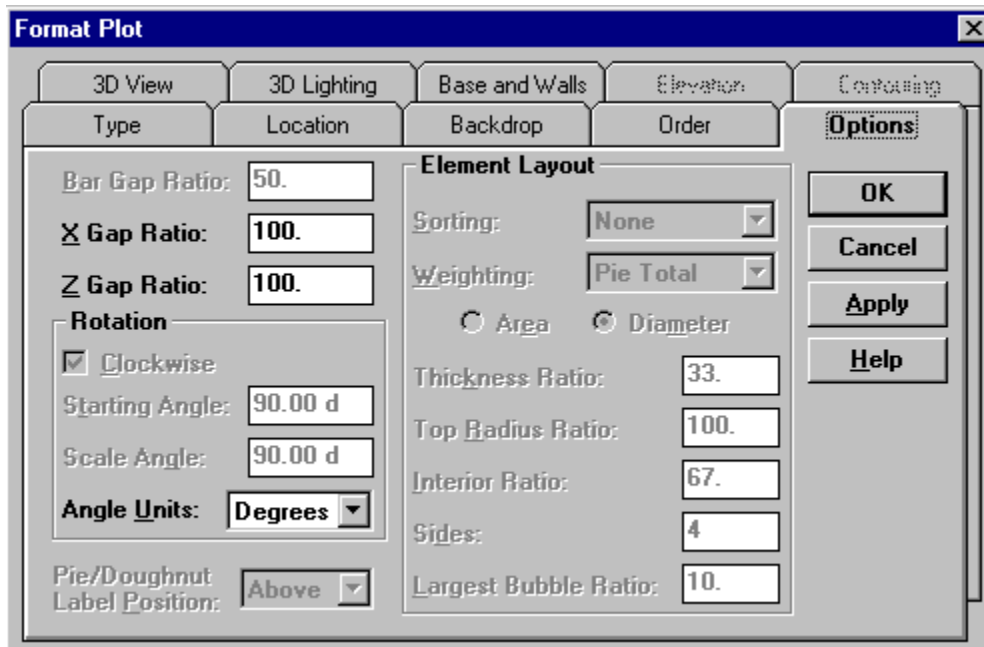 Format Plot
3D View 3D Lighting Base and Walls Elevation Contouring
Type Location Backdrop Order Options
Bar Gap Ratio: 50.
X Gap Ratio: 100.
Z Gap Ratio: 100.
Rotation
Clockwise
Starting Angle: 90.00 d
Scale Angle: 90.00 d
Angle Units: Degrees
Pie/Doughnut
Label Position: Above
Element Layout
Sorting: None
Weighting: Pie Total
Area Diameter
Thickness Ratio: 33.
Top Radius Ratio: 100.
Interior Ratio: 67.
Sides: 4
Largest Bubble Ratio: 10.
OK
Cancel
Apply
Help